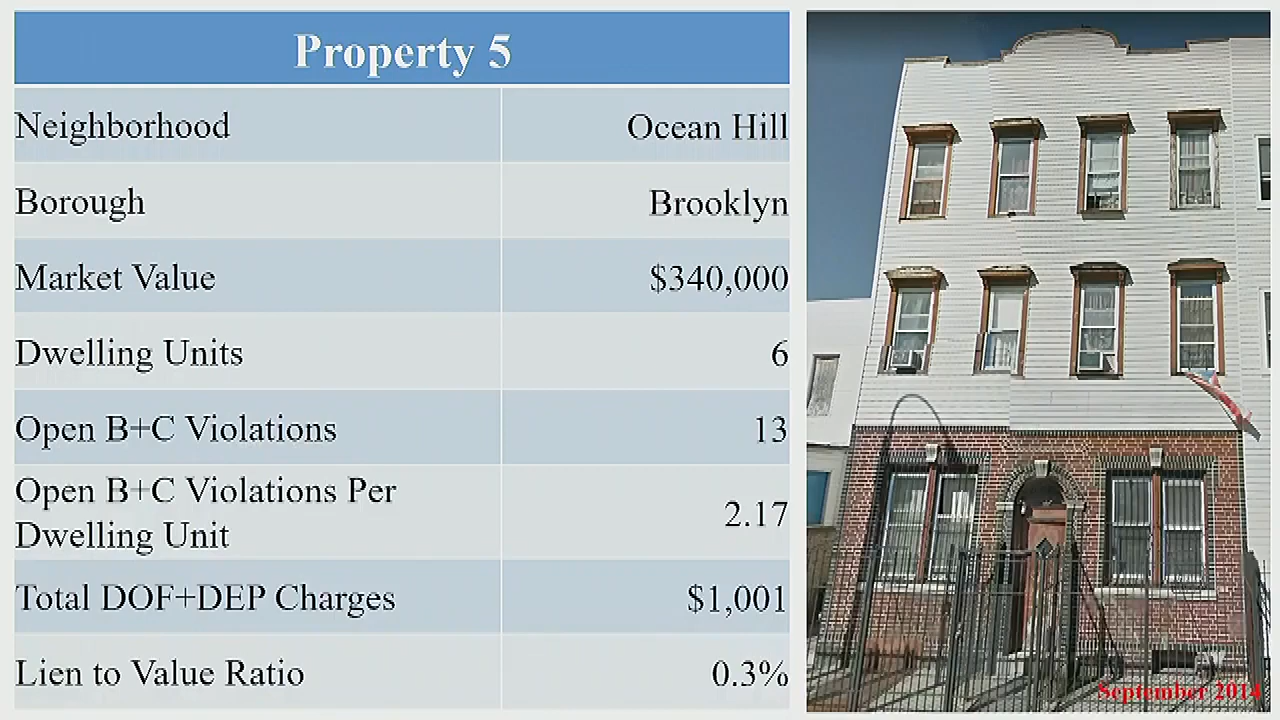 Property 5
Neighborhood Ocean Hill
Borough Brooklyn
Market Value $340,000
Dwelling Units 6
Open B+C Violations 13
Open B+C Violations Per
Dwelling Unit 2.17
Total DOF+DEP Charges $1,001
Lien to Value Ratio 0.3%
September 2014